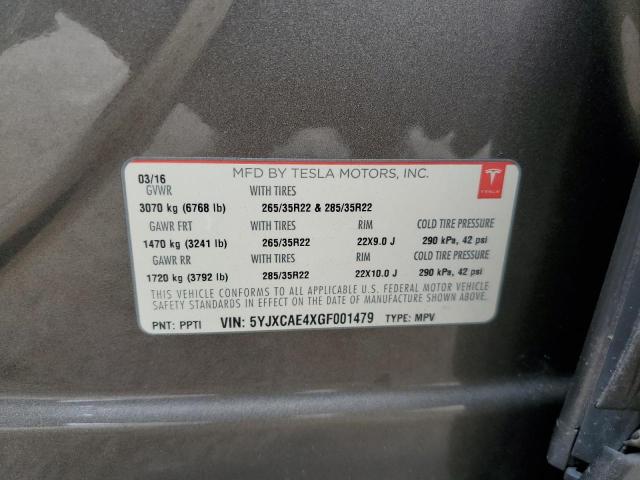 MFD BY TESLA MOTORS, INC.
TESLA
03/16
GVWR WITH TIRES
3070 kg (6768 lb) 265/35R22 & 285/35R22
GAWR FRT WITH TIRES RIM COLD TIRE PRESSURE
1470 kg (3241 lb) 265/35R22 22X9.0 J 290 kPa, 42 psi
GAWR RR WITH TIRES RIM COLD TIRE PRESSURE
1720 kg (3792 lb) 285/35R22 22X10.0 J 290 kPa, 42 psi
THIS VEHICLE CONFORMS TO ALL APPLICABLE U.S. FEDERAL MOTOR VEHICLE
SAFETY STANDARDS IN EFFECT ON THE DATE OF MANUFACTURE SHOWN ABOVE.
PNT: PPTI VIN: 5YJXCAE4XGF001479 TYPE: MPV